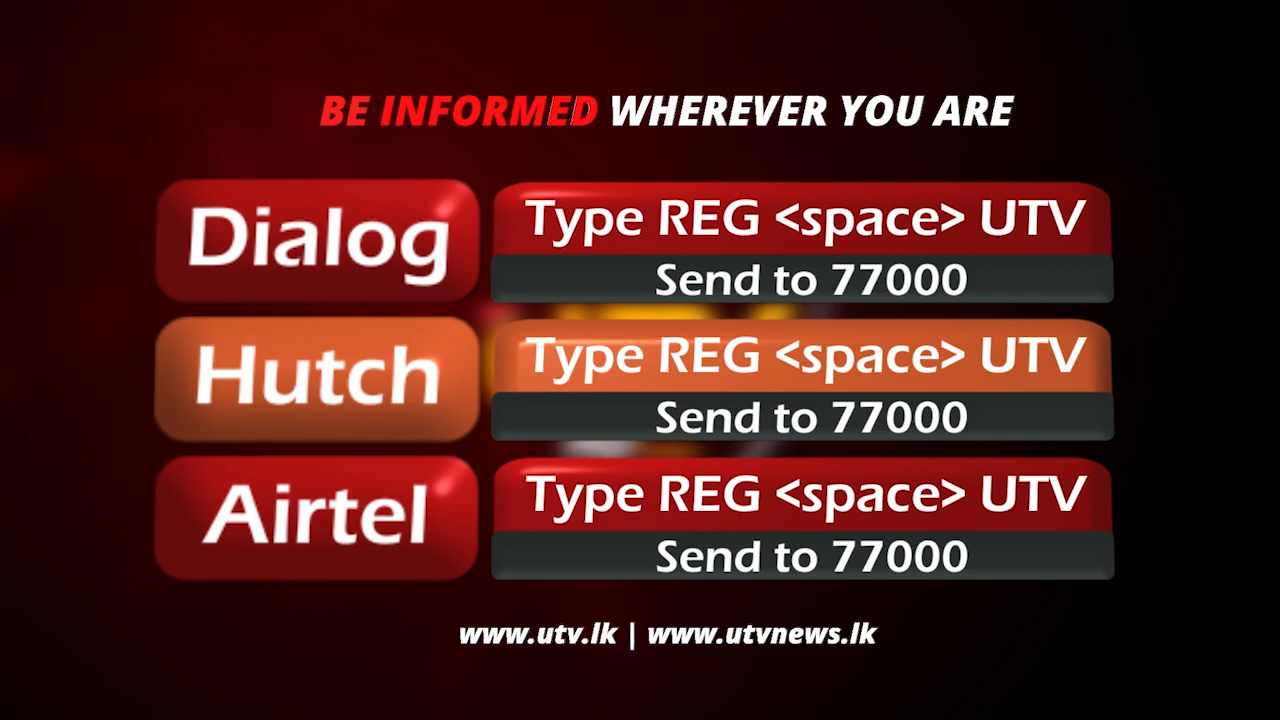 BE INFORMED WHEREVER YOU ARE
Dialog
Type REG <space> UTV
Send to 77000
Hutch
Type REG <space> UTV
Send to 77000
Airtel
Type REG <space> UTV
Send to 77000
www.utv.lk | www.utvnews.lk